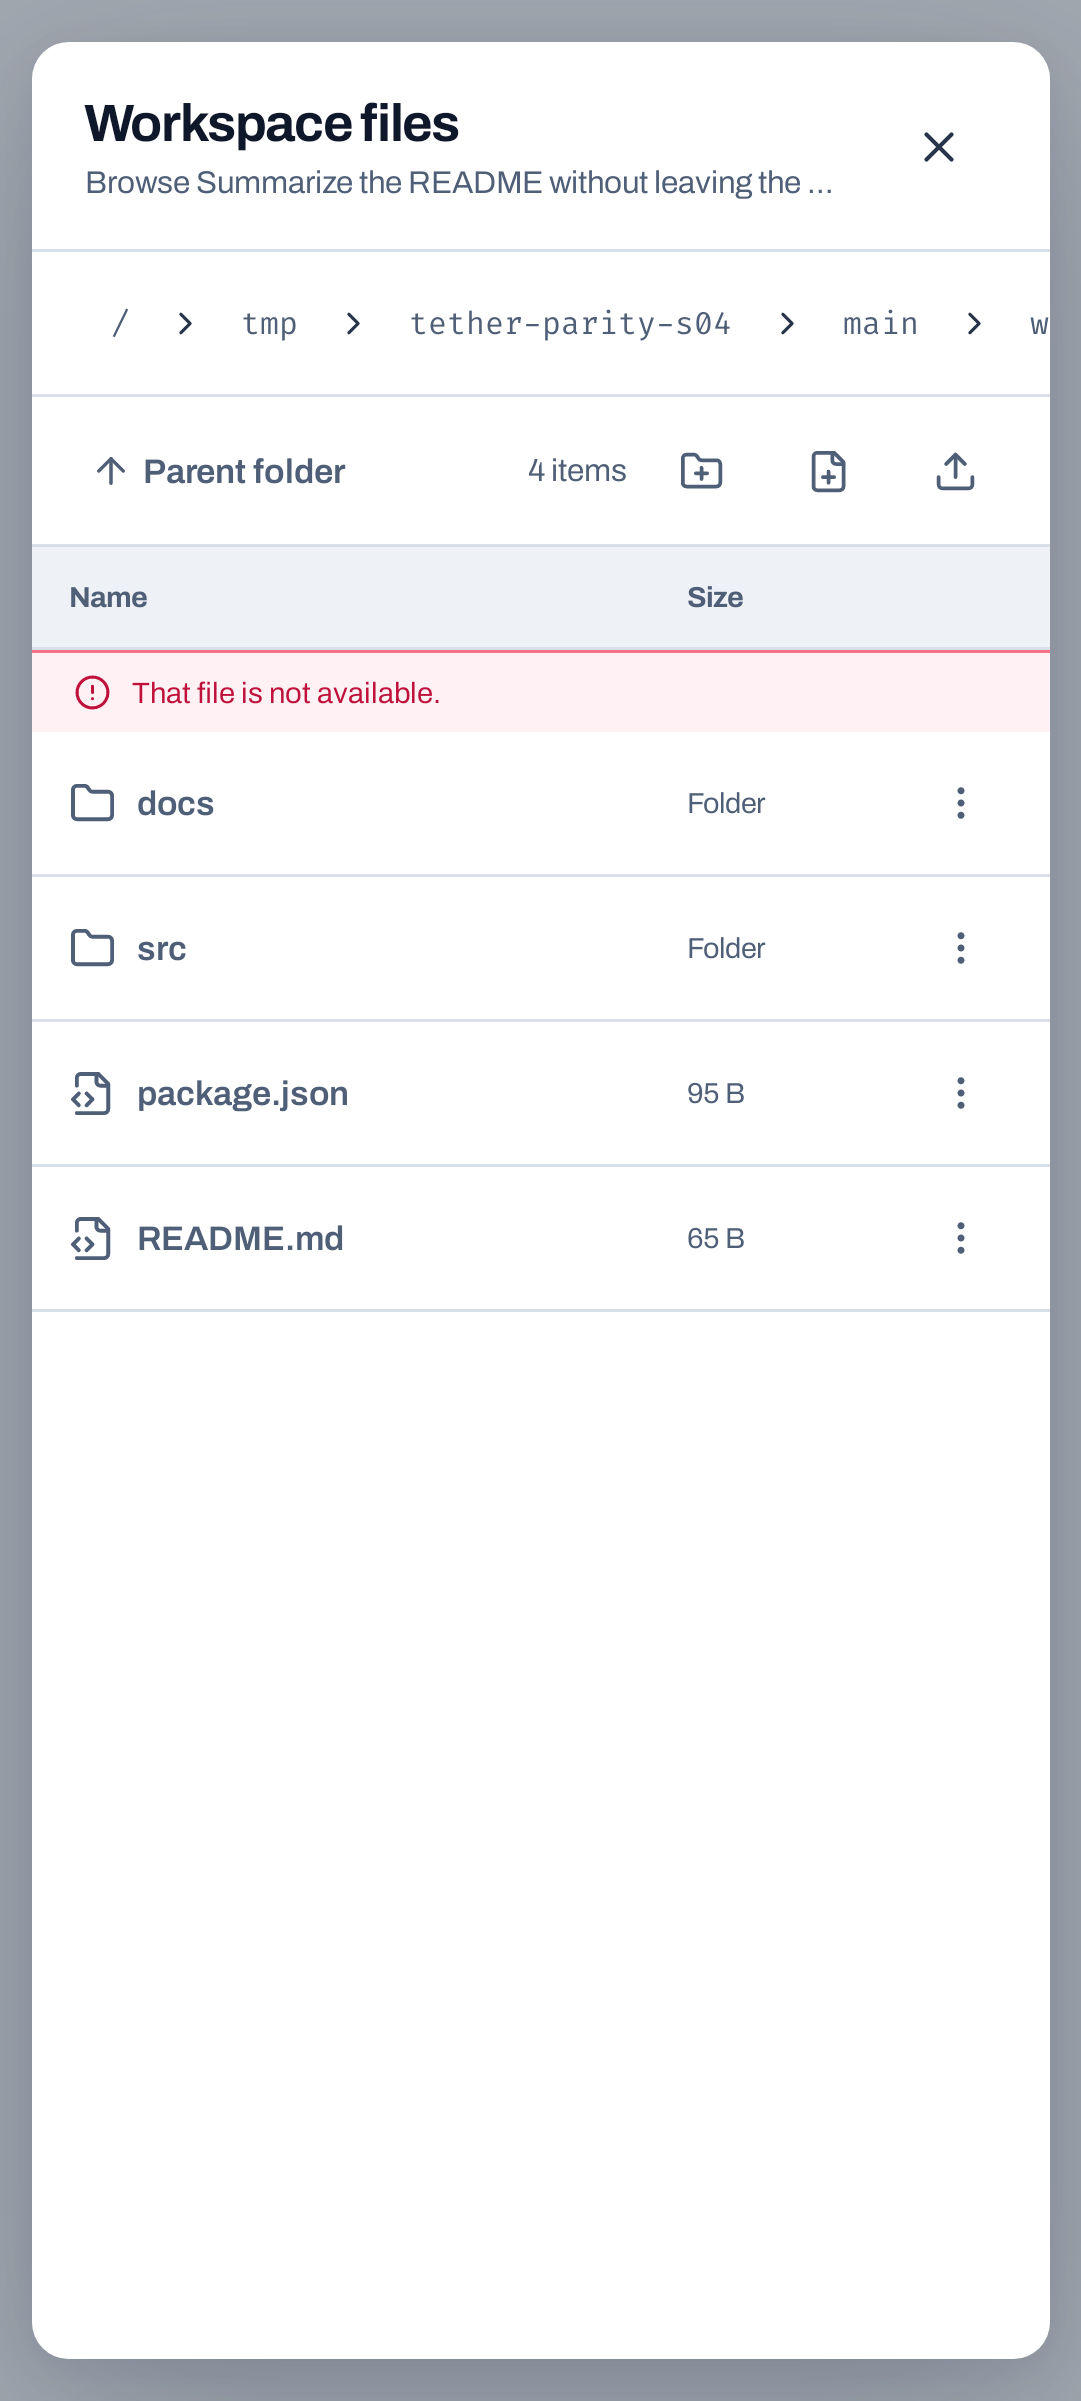 Workspace files
Browse Summarize the README without leaving the ...
/ > tmp > tether-parity-s04 > main > w
Parent folder 4 items
Name Size
That file is not available.
docs Folder
src Folder
package.json 95 B
README.md 65 B